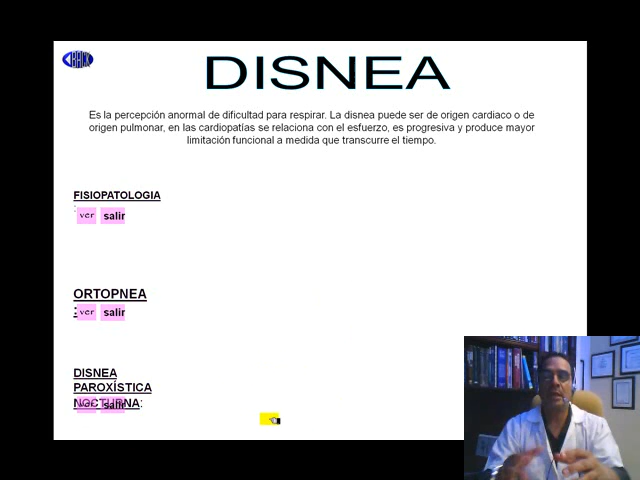 BACK
DISNEA
Es la percepción anormal de dificultad para respirar. La disnea puede ser de origen cardiaco o de
origen pulmonar, en las cardiopatías se relaciona con el esfuerzo, es progresiva y produce mayor
limitación funcional a medida que transcurre el tiempo.
FISIOPATOLOGIA
:
ver salir
ORTOPNEA
:
ver salir
DISNEA
PAROXÍSTICA
NOCTURNA:
ver salir